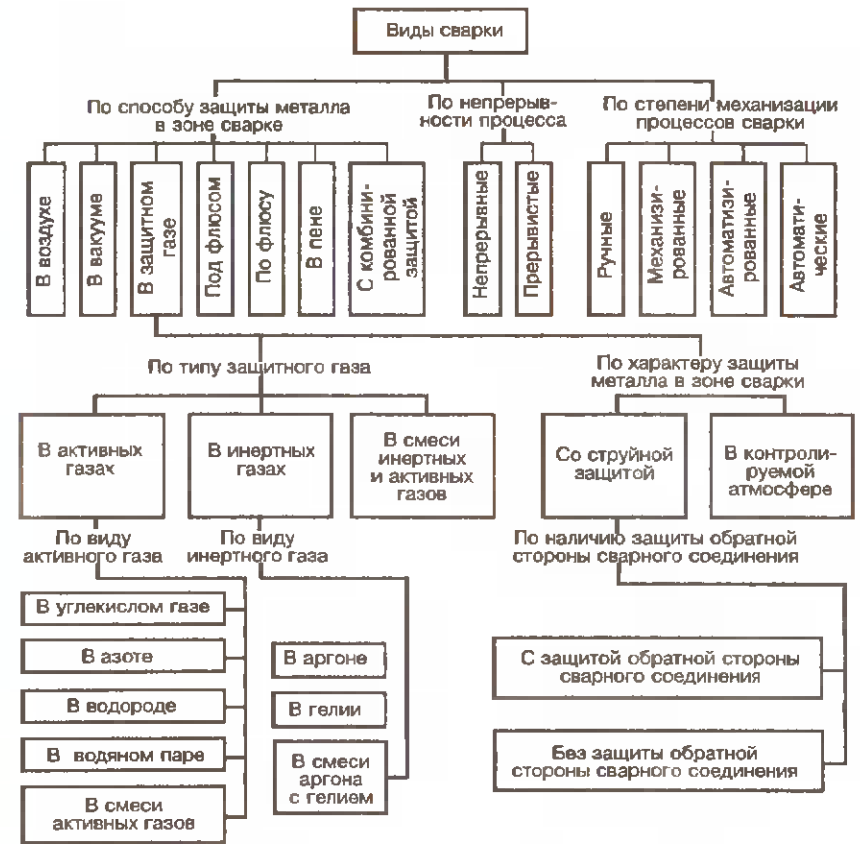 Виды сварки
По способу защиты металла
в зоне сварке
По непрерыв-
ности процесса
По степени механизации
процессов сварки
В воздухе
В вакууме
В защитном
газе
Под флюсом
По флюсу
В пене
С комбини-
рованной
защитой
Непрерывные
Прерывистые
Ручные
Механизи-
рованные
Автоматизи-
рованные
Автомати-
ческие
По типу защитного газа
По характеру защиты
металла в зоне сварки
В активных
газах
В инертных
газах
В смеси
инертных
и активных
газов
Со струйной
защитой
В контроли-
руемой
атмосфере
По виду
активного газа
По виду
инертного газа
По наличию защиты обратной
стороны сварного соединения
В углекислом газе
В азоте
В водороде
В водяном паре
В смеси
активных газов
В аргоне
В гелии
В смеси
аргона
с гелием
С защитой обратной стороны
сварного соединения
Без защиты обратной
стороны сварного соединения